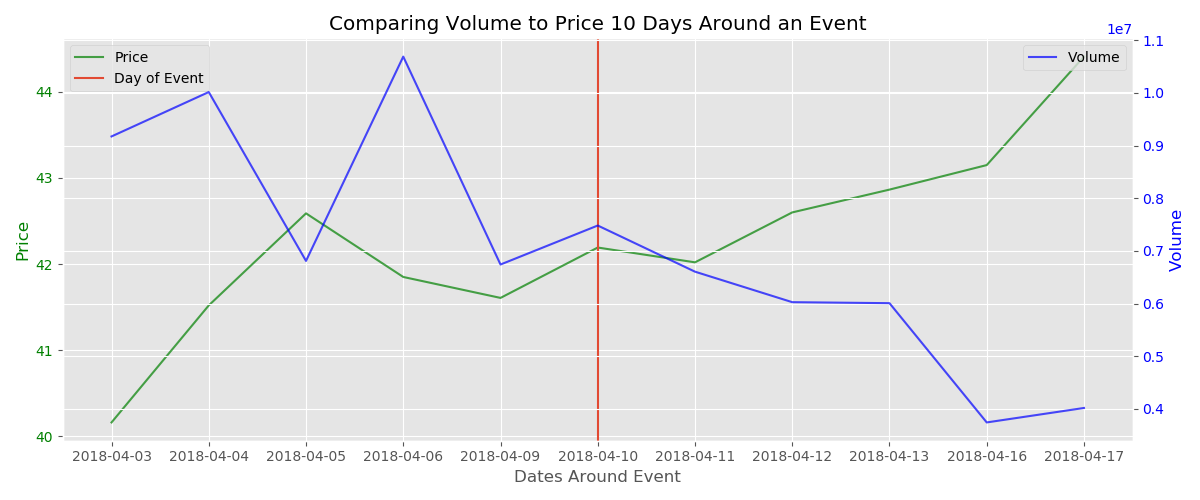 Comparing Volume to Price 10 Days Around an Event
1e7
Price
Day of Event
Volume
44
43
42
41
40
Price
1.1
1.0
0.9
0.8
0.7
0.6
0.5
0.4
Volume
2018-04-03 2018-04-04 2018-04-05 2018-04-06 2018-04-09 2018-04-10 2018-04-11 2018-04-12 2018-04-13 2018-04-16 2018-04-17
Dates Around Event